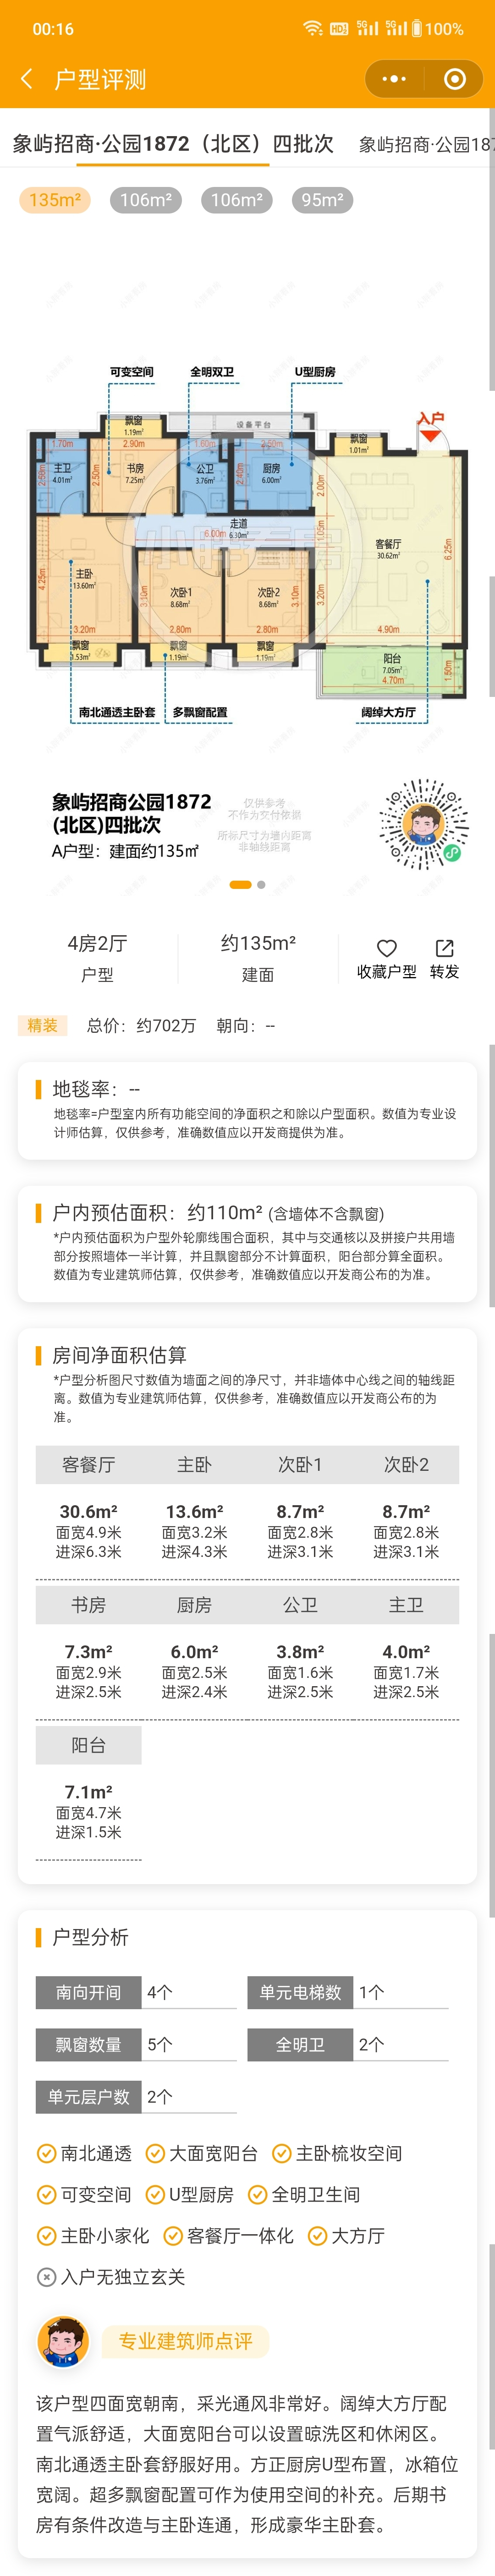 00:16
HD2 5G 5G 100%
户型评测
象屿招商·公园1872（北区）四批次 象屿招商·公园187
135m² 106m² 106m² 95m²
可变空间 全明双卫 U型厨房
入户
飘窗
1.19m²
设备平台
飘窗
1.01m²
1.70m 2.90m 1.60m 2.50m
主卫
4.01m²
书房
7.25m²
公卫
3.76m²
厨房
6.00m²
2.50m
2.40m
2.00m
走道
6.00m 6.30m²
1.05m
客餐厅
30.62m²
6.25m
主卧
13.60m²
4.25m
次卧1
8.68m²
次卧2
8.68m²
3.10m
3.10m
3.20m
3.20m 2.80m 2.80m 4.90m
飘窗
1.53m²
飘窗
1.19m²
飘窗
1.19m²
阳台
7.05m²
4.70m
1.50m
南北通透主卧套 多飘窗配置 阔绰大方厅
象屿招商公园1872
(北区)四批次
A户型：建面约135㎡
仅供参考
不作为交付依据
所标尺寸为墙内距离
非轴线距离
4房2厅 约135m²
户型 建面 收藏户型 转发
精装 总价：约702万 朝向：--
地毯率：--
地毯率=户型室内所有功能空间的净面积之和除以户型面积。数值为专业设
计师估算，仅供参考，准确数值应以开发商提供为准。
户内预估面积：约110m² (含墙体不含飘窗)
*户内预估面积为户型外轮廓线围合面积，其中与交通核以及拼接户共用墙
部分按照墙体一半计算，并且飘窗部分不计算面积，阳台部分算全面积。
数值为专业建筑师估算，仅供参考，准确数值应以开发商公布的为准。
房间净面积估算
*户型分析图尺寸数值为墙面之间的净尺寸，并非墙体中心线之间的轴线距
离。数值为专业建筑师估算，仅供参考，准确数值应以开发商公布的为
准。
客餐厅 主卧 次卧1 次卧2
30.6m² 13.6m² 8.7m² 8.7m²
面宽4.9米 面宽3.2米 面宽2.8米 面宽2.8米
进深6.3米 进深4.3米 进深3.1米 进深3.1米
书房 厨房 公卫 主卫
7.3m² 6.0m² 3.8m² 4.0m²
面宽2.9米 面宽2.5米 面宽1.6米 面宽1.7米
进深2.5米 进深2.4米 进深2.5米 进深2.5米
阳台
7.1m²
面宽4.7米
进深1.5米
户型分析
南向开间 4个 单元电梯数 1个
飘窗数量 5个 全明卫 2个
单元层户数 2个
南北通透 大面宽阳台 主卧梳妆空间
可变空间 U型厨房 全明卫生间
主卧小家化 客餐厅一体化 大方厅
入户无独立玄关
专业建筑师点评
该户型四面宽朝南，采光通风非常好。阔绰大方厅配
置气派舒适，大面宽阳台可以设置晾洗区和休闲区。
南北通透主卧套舒服好用。方正厨房U型布置，冰箱位
宽阔。超多飘窗配置可作为使用空间的补充。后期书
房有条件改造与主卧连通，形成豪华主卧套。